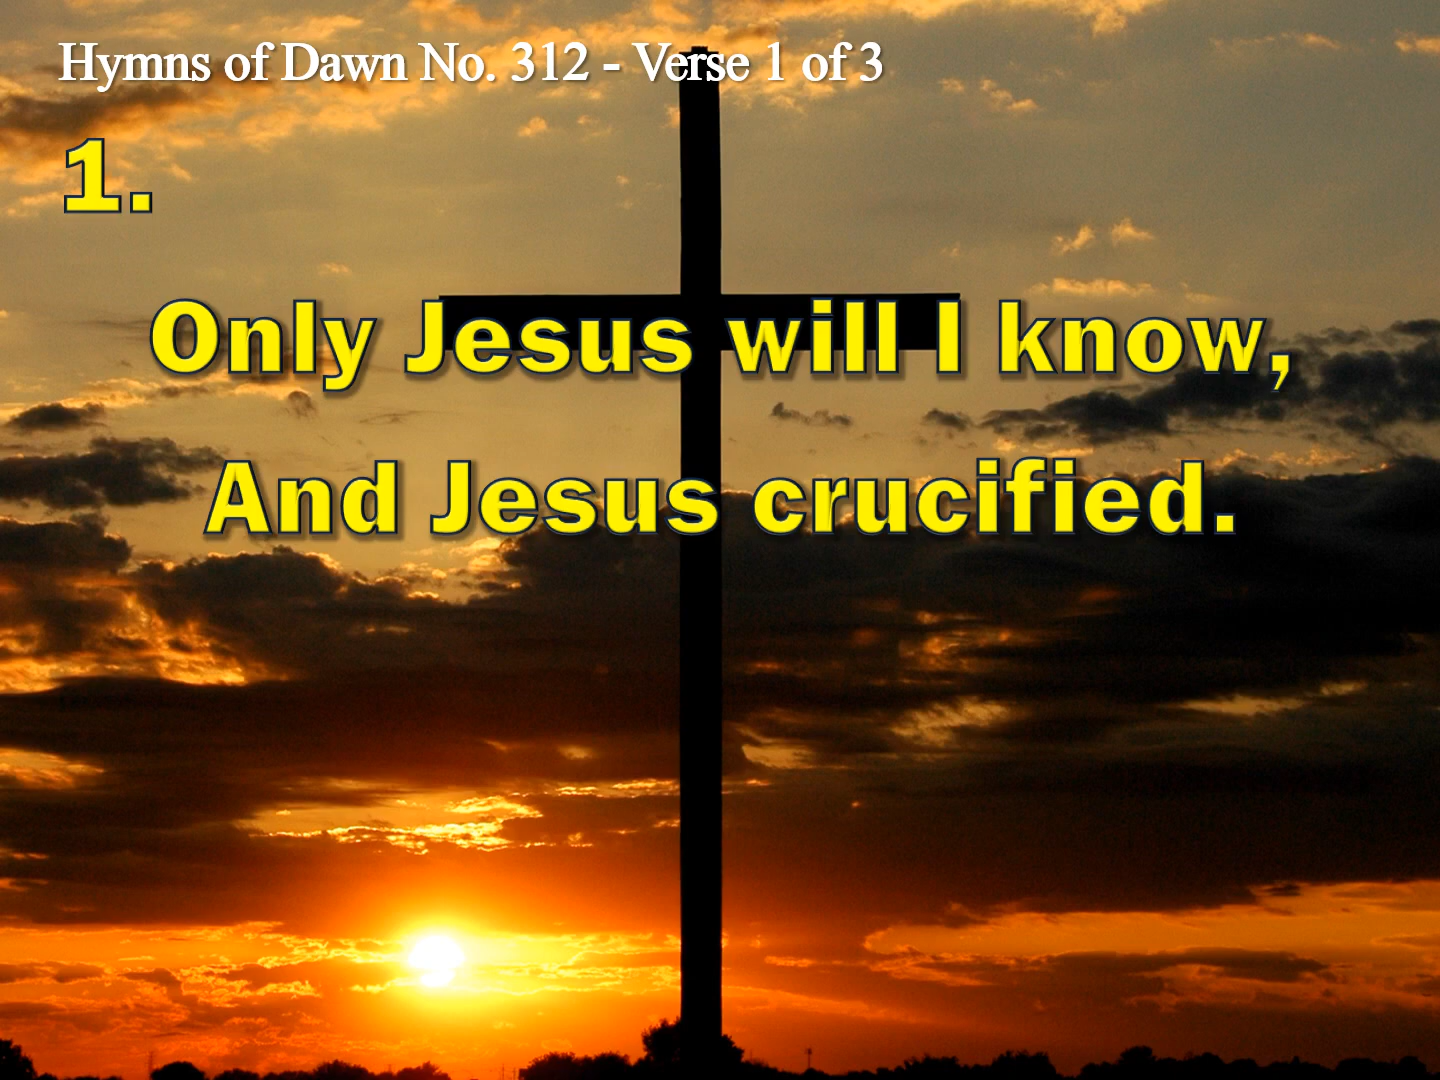 Hymns of Dawn No. 312 - Verse 1 of 3
1.
Only Jesus will I know,
And Jesus crucified.